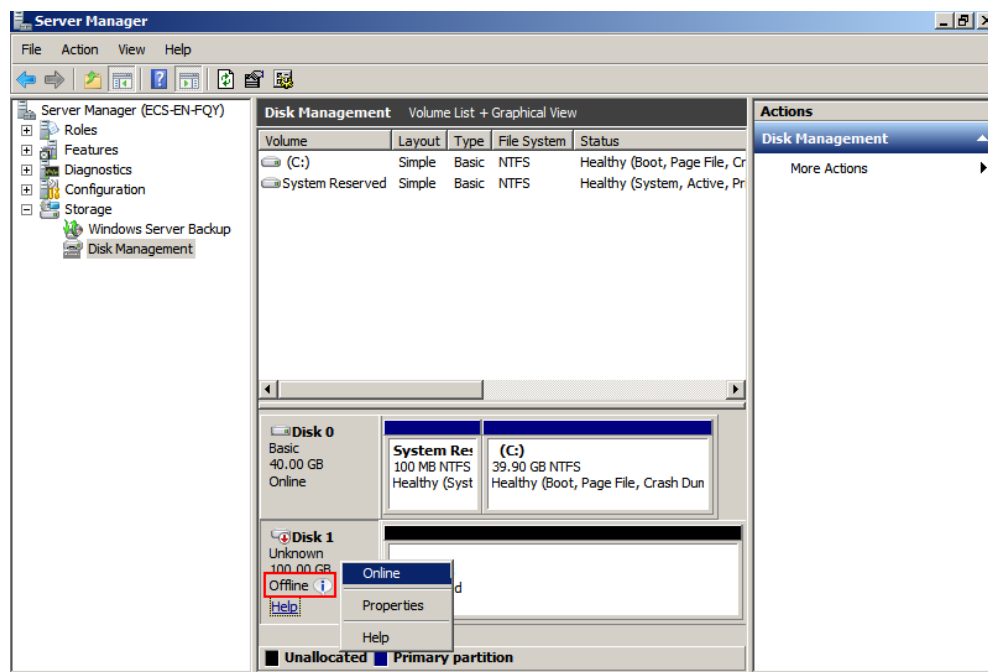 Server Manager
File Action View Help
Server Manager (ECS-EN-FQY)
Roles
Features
Diagnostics
Configuration
Storage
Windows Server Backup
Disk Management
Disk Management Volume List + Graphical View
Volume Layout Type File System Status
(C:) Simple Basic NTFS Healthy (Boot, Page File, Cr
System Reserved Simple Basic NTFS Healthy (System, Active, Pr
Disk 0
Basic
40.00 GB
Online
System Res
100 MB NTFS
Healthy (Syst
(C:)
39.90 GB NTFS
Healthy (Boot, Page File, Crash Dun
Disk 1
Unknown
100.00 GB
Offline
Help
d
Online
Properties
Help
Unallocated Primary partition
Actions
Disk Management
More Actions